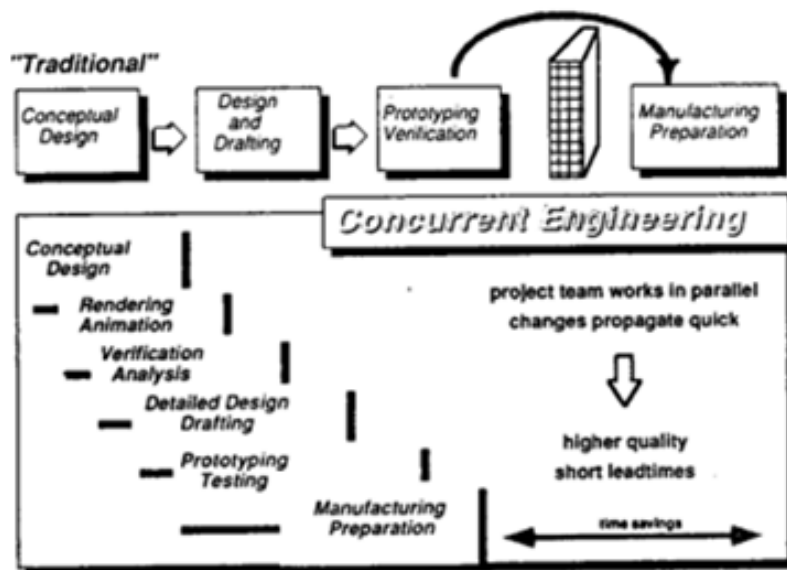 "Traditional"
Conceptual
Design
Design
and
Drafting
Prototyping
Verification
Manufacturing
Preparation
Concurrent Engineering
Conceptual
Design
Rendering
Animation
Verification
Analysis
Detailed Design
Drafting
Prototyping
Testing
Manufacturing
Preparation
project team works in parallel
changes propagate quick
higher quality
short leadtimes
time savings